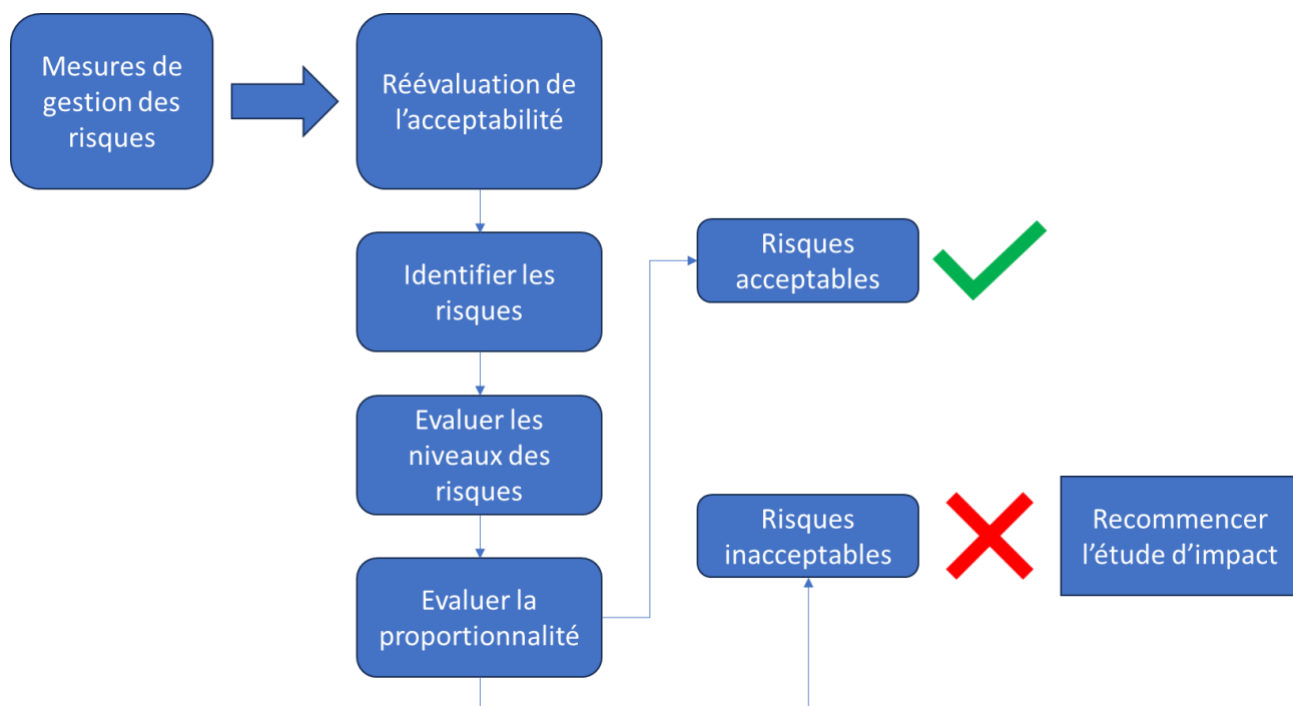 Mesures de
gestion des
risques
Réévaluation de
l'acceptabilité
Identifier les
risques
Evaluer les
niveaux des
risques
Evaluer la
proportionnalité
Risques
acceptables
Risques
inacceptables
Recommencer
l'étude d'impact